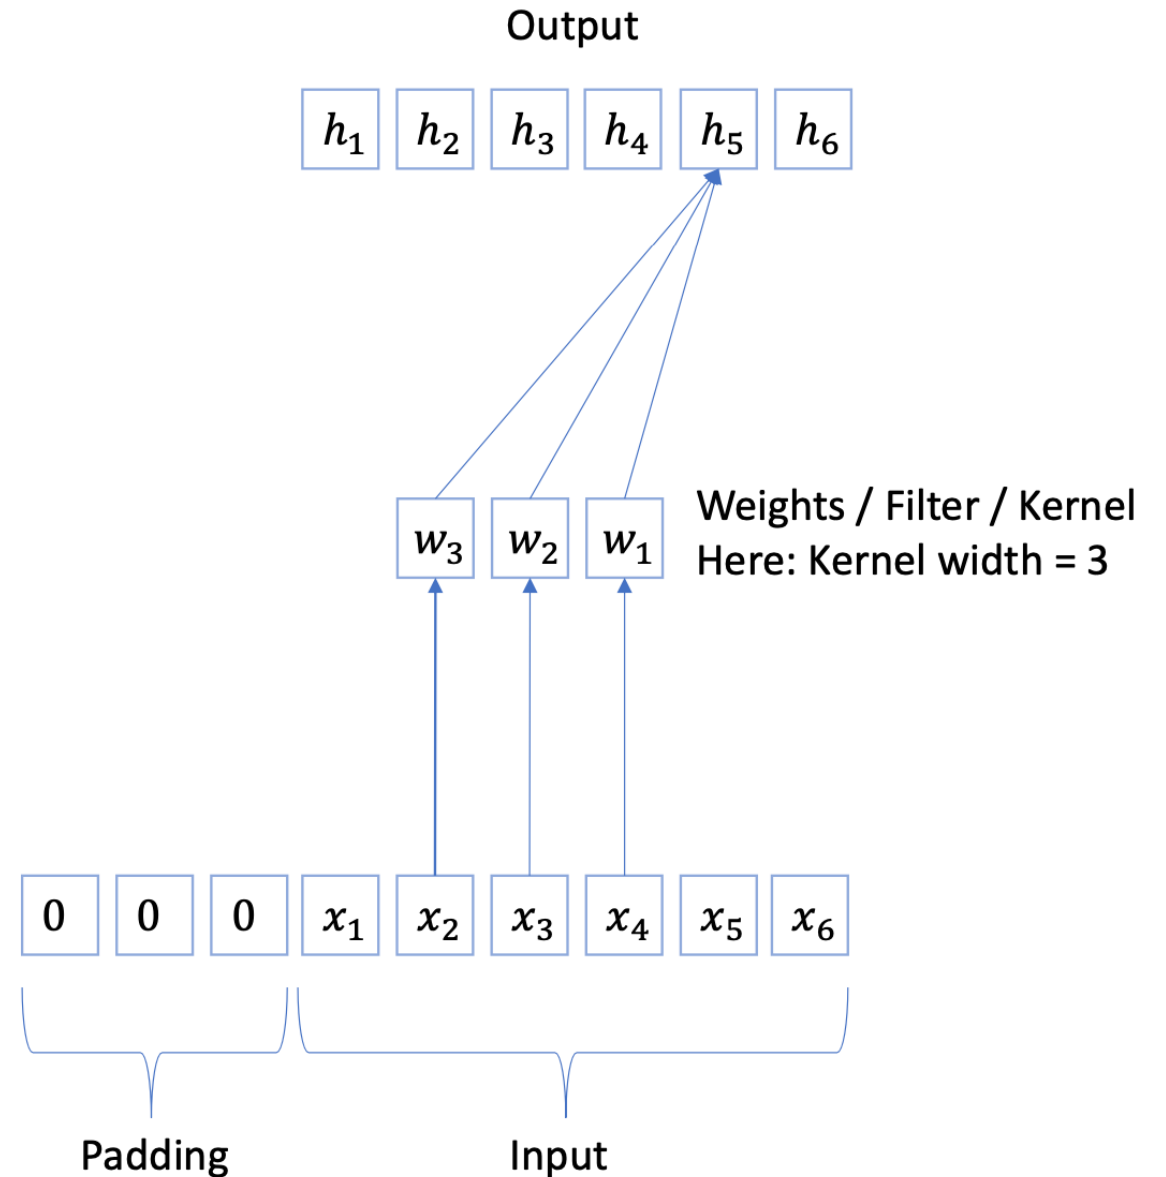 Output
h₁ h₂ h₃ h₄ h₅ h₆
w₃ w₂ w₁
Weights / Filter / Kernel
Here: Kernel width = 3
0 0 0 x₁ x₂ x₃ x₄ x₅ x₆
Padding Input